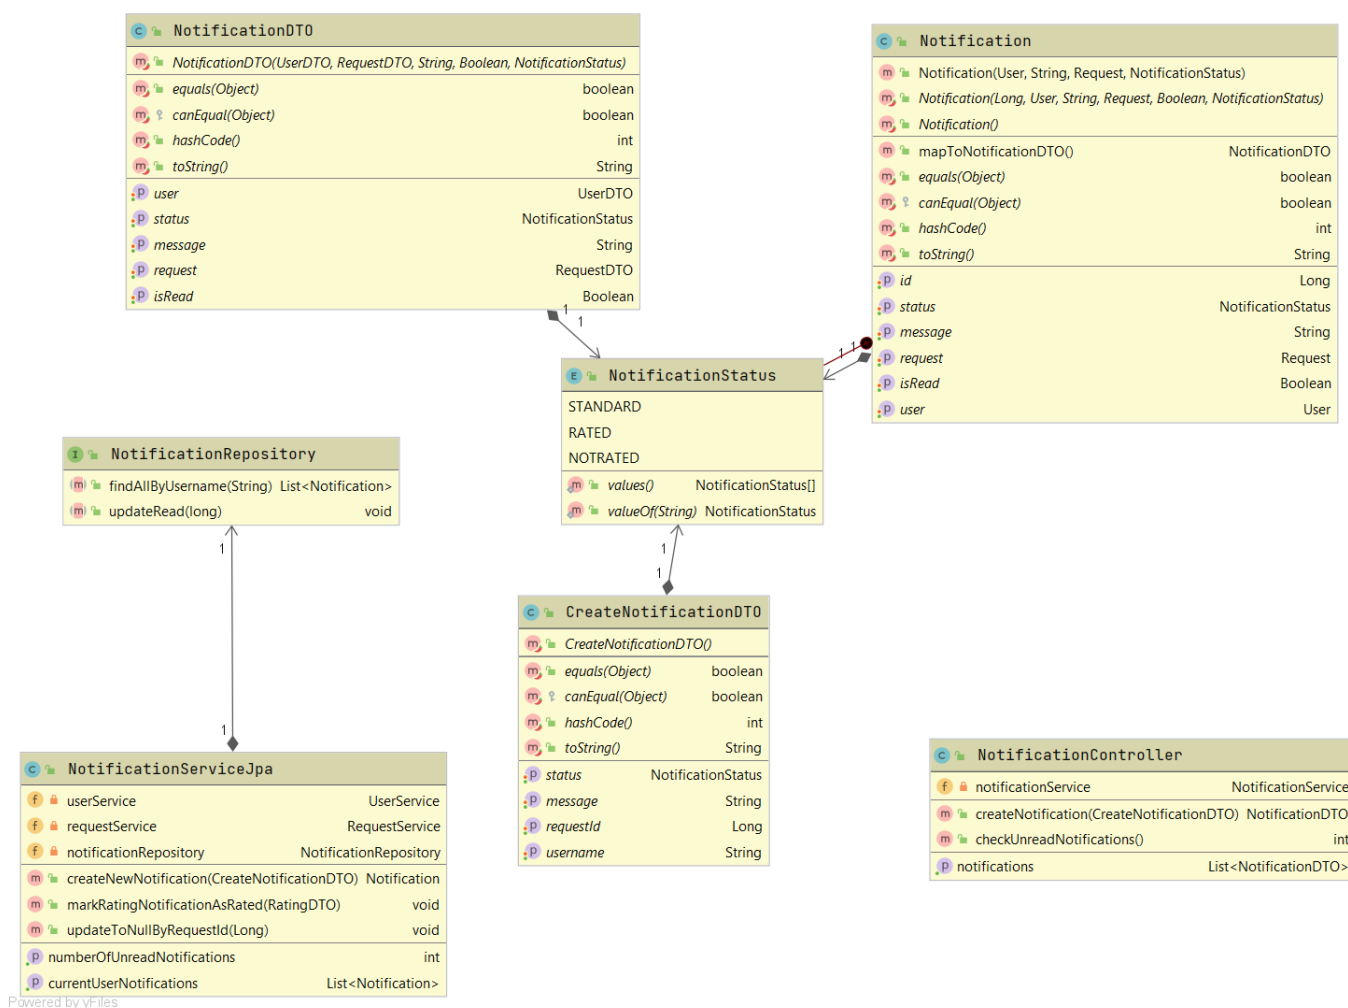 NotificationDTO
NotificationDTO(UserDTO, RequestDTO, String, Boolean, NotificationStatus)
equals(Object) boolean
canEqual(Object) boolean
hashCode() int
toString() String
user UserDTO
status NotificationStatus
message String
request RequestDTO
isRead Boolean
1
1
Notification
Notification(User, String, Request, NotificationStatus)
Notification(Long, User, String, Request, Boolean, NotificationStatus)
Notification()
mapToNotificationDTO() NotificationDTO
equals(Object) boolean
canEqual(Object) boolean
hashCode() int
toString() String
id Long
status NotificationStatus
message String
request Request
isRead Boolean
user User
1 1
E NotificationStatus
STANDARD
RATED
NOTRATED
values() NotificationStatus[]
valueOf(String) NotificationStatus
1
1
I NotificationRepository
findAllByUsername(String) List<Notification>
updateRead(long) void
1
1
C CreateNotificationDTO
CreateNotificationDTO()
equals(Object) boolean
canEqual(Object) boolean
hashCode() int
toString() String
status NotificationStatus
message String
requestId Long
username String
NotificationServiceJpa
userService UserService
requestService RequestService
notificationRepository NotificationRepository
createNewNotification(CreateNotificationDTO) Notification
markRatingNotificationAsRated(RatingDTO) void
updateToNullByRequestId(Long) void
numberOfUnreadNotifications int
currentUserNotifications List<Notification>
NotificationController
notificationService NotificationService
createNotification(CreateNotificationDTO) NotificationDTO
checkUnreadNotifications() int
notifications List<NotificationDTO>
Powered by yFiles